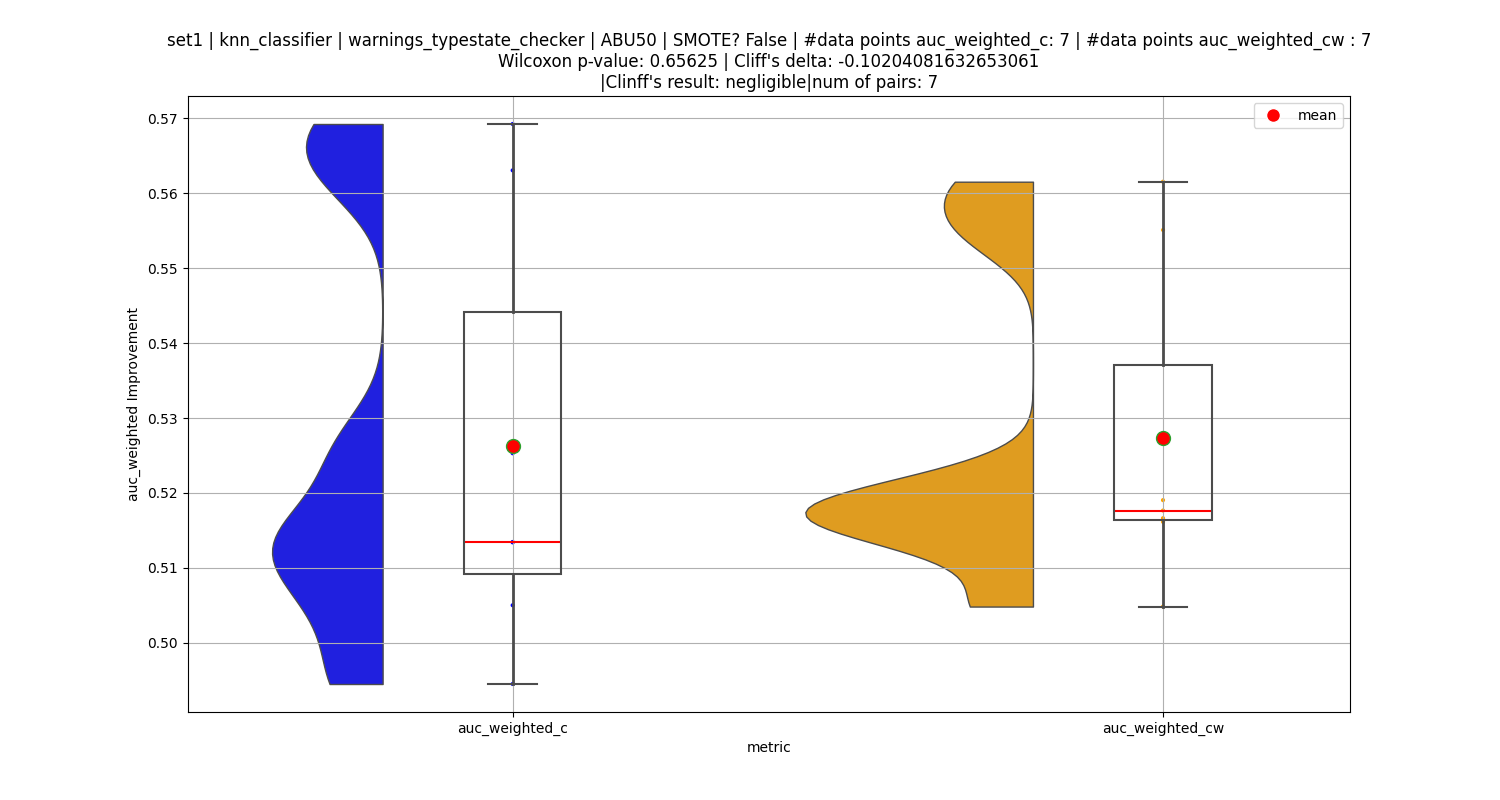 set1 | knn_classifier | warnings_typestate_checker | ABU50 | SMOTE? False | #data points auc_weighted_c: 7 | #data points auc_weighted_cw : 7
Wilcoxon p-value: 0.65625 | Cliff's delta: -0.10204081632653061
|Clinff's result: negligible|num of pairs: 7
mean
0.57
0.56
0.55
0.54
0.53
0.52
0.51
0.50
auc_weighted Improvement
auc_weighted_c
auc_weighted_cw
metric